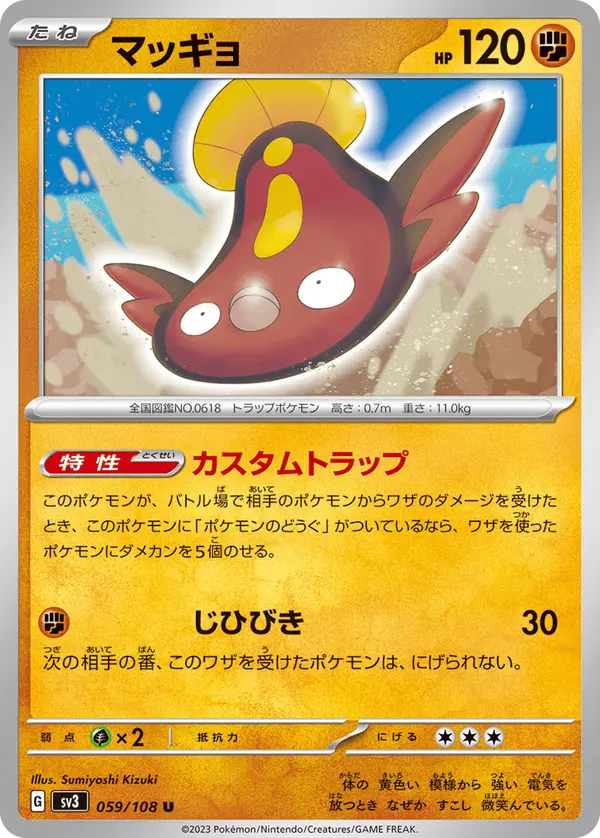 たね マッギョ HP 120
全国図鑑NO.0618 トラップポケモン 高さ:0.7m 重さ:11.0kg
特性 とくせい カスタムトラップ
このポケモンが、バトル場で相手のポケモンからワザのダメージを受けた
とき、このポケモンに「ポケモンのどうぐ」がついているなら、ワザを使った
ポケモンにダメカンを5個のせる。
じひびき 30
次の相手の番、このワザを受けたポケモンは、にげられない。
弱点 ×2 抵抗力 にげる
Illus. Sumiyoshi Kizuki
G sv3 059/108 U
体の 黄色い 模様から 強い 電気を
放つとき なぜか すこし 微笑んでいる。
©2023 Pokémon/Nintendo/Creatures/GAME FREAK.